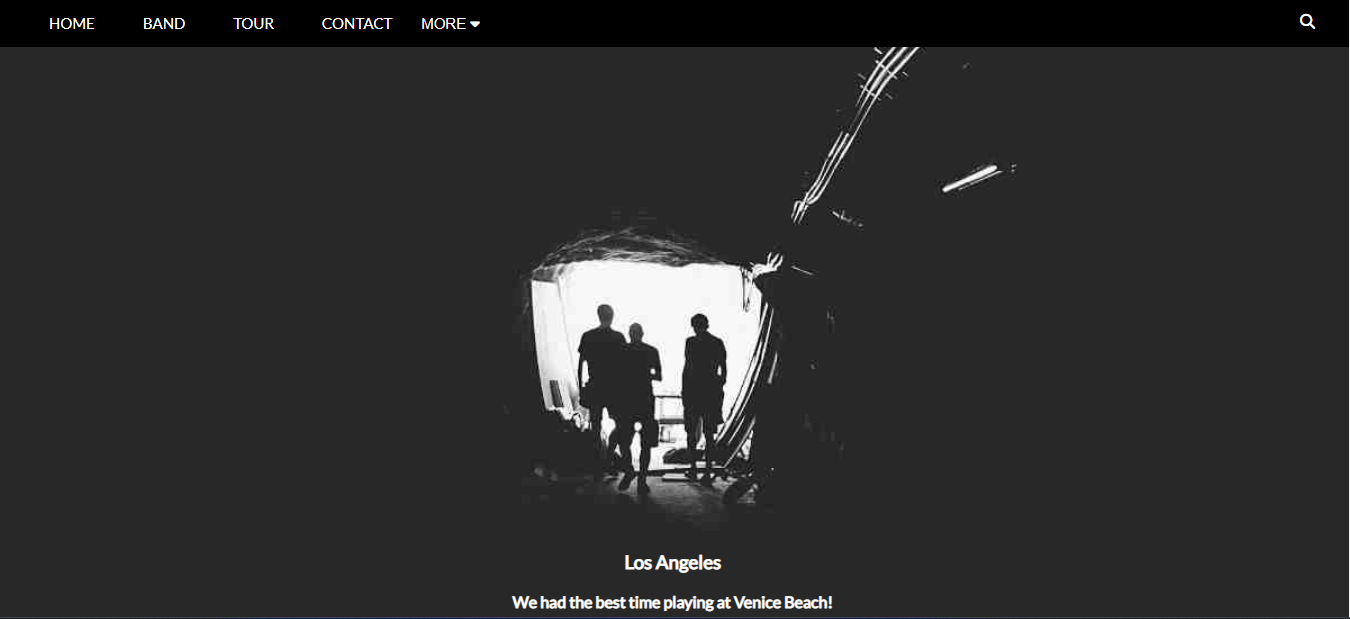 HOME BAND TOUR CONTACT MORE
Los Angeles
We had the best time playing at Venice Beach!